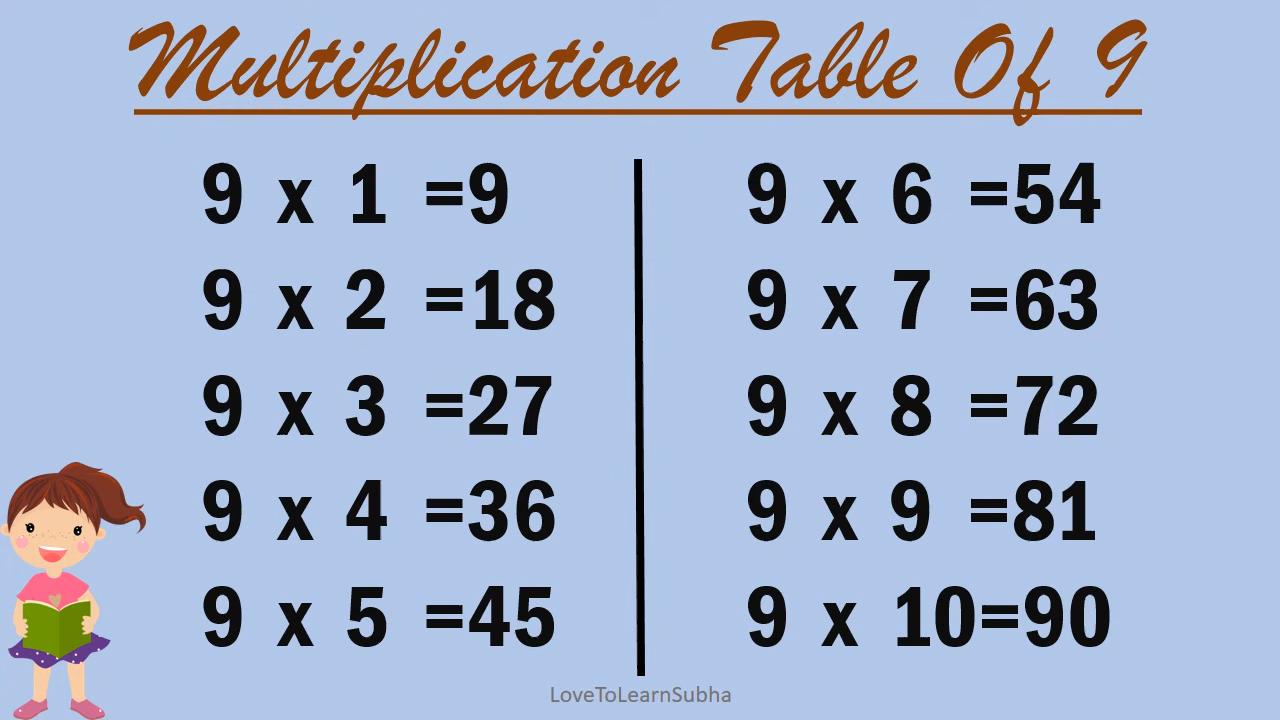 Multiplication Table Of 9
9 x 1 =9
9 x 2 =18
9 x 3 =27
9 x 4 =36
9 x 5 =45
9 x 6 =54
9 x 7 =63
9 x 8 =72
9 x 9 =81
9 x 10=90
LoveToLearnSubha